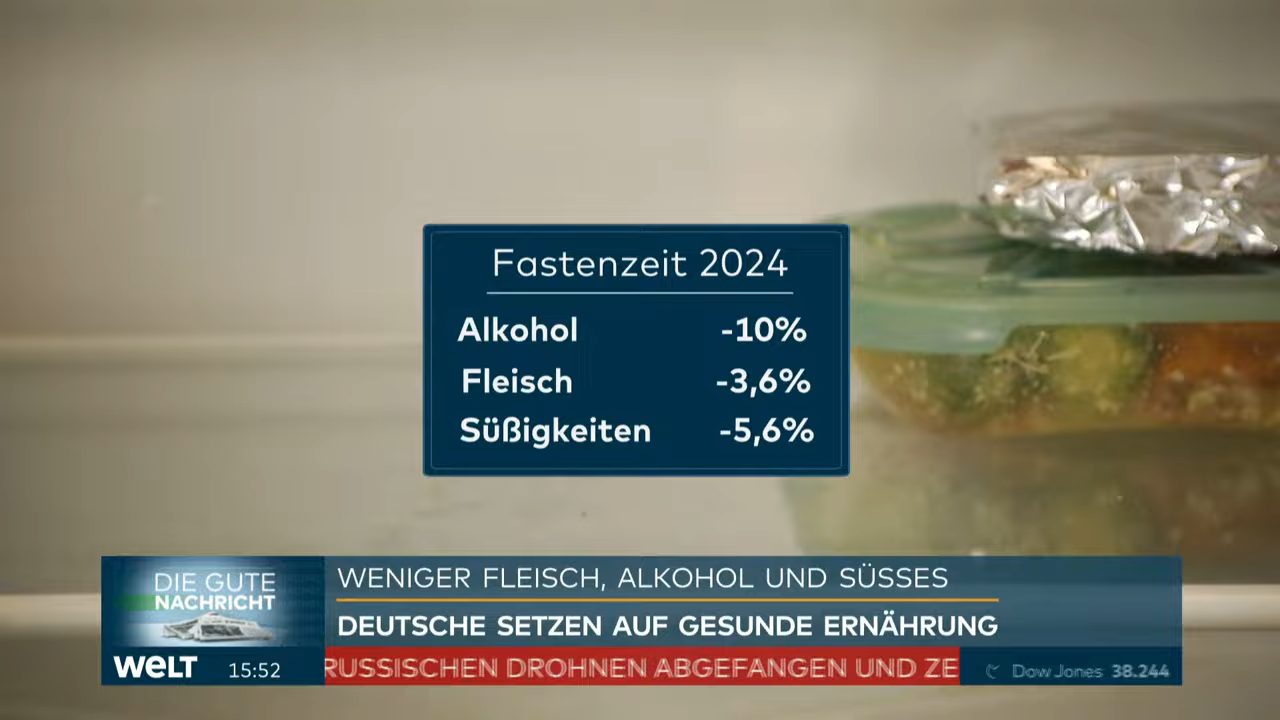 Fastenzeit 2024
Alkohol -10%
Fleisch -3,6%
Süßigkeiten -5,6%
DIE GUTE
NACHRICHT
WENIGER FLEISCH, ALKOHOL UND SÜSSES
DEUTSCHE SETZEN AUF GESUNDE ERNÄHRUNG
welt 15:52 RUSSISCHEN DROHNEN ABGEFANGEN UND ZE Dow Jones 38.244